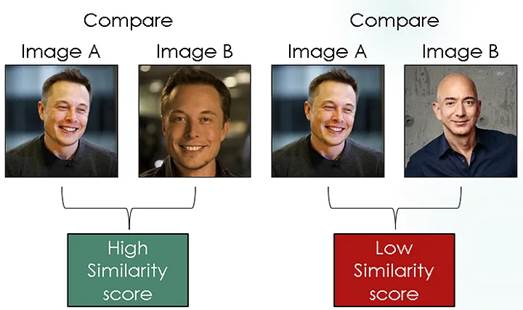 Compare
Image A
Image B
High
Similarity
score
Compare
Image A
Image B
Low
Similarity
score